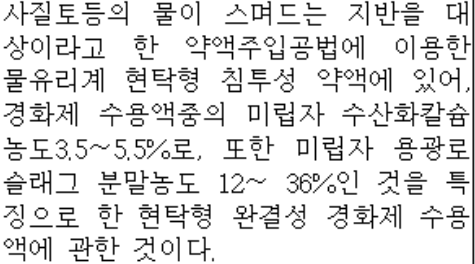 사질토등의 물이 스며드는 지반을 대
상이라고 한 약액주입공법에 이용한
물유리계 현탁형 침투성 약액에 있어,
경화제 수용액중의 미립자 수산화칼슘
농도3.5~5.5%로, 또한 미립자 용광로
슬래그 분말농도 12~ 36%인 것을 특
징으로 한 현탁형 완결성 경화제 수용
액에 관한 것이다.